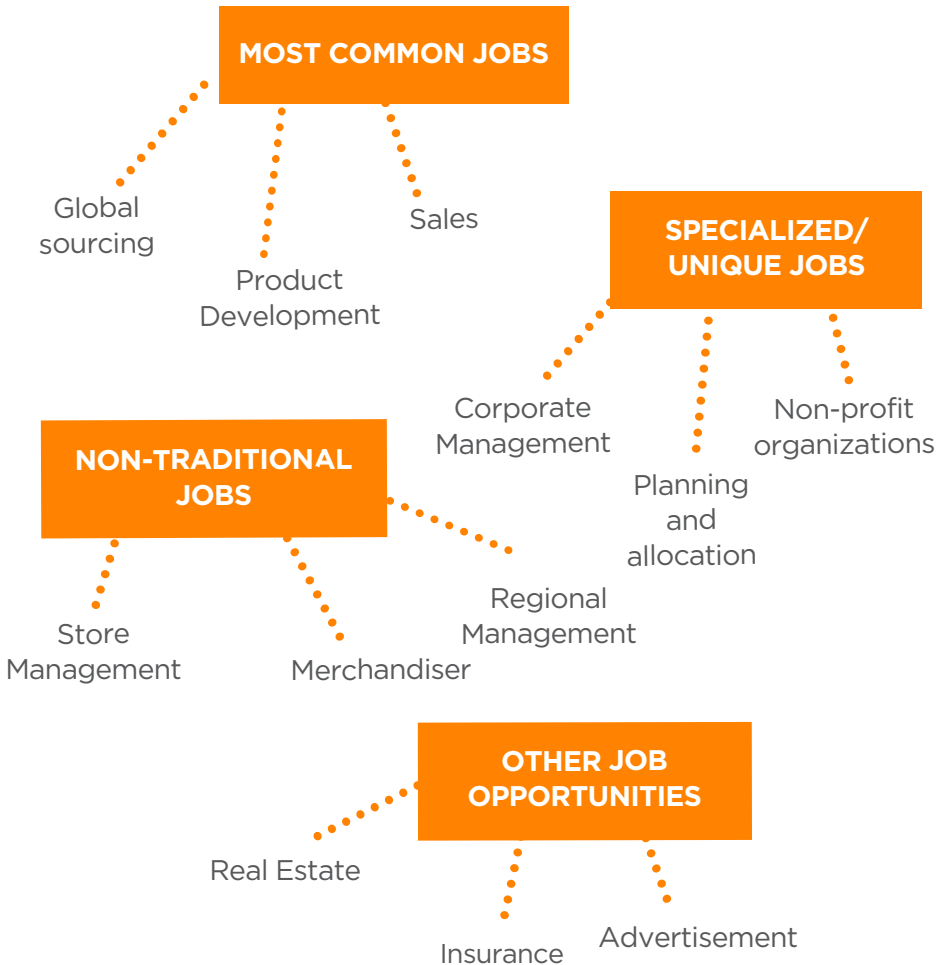 MOST COMMON JOBS
Global
sourcing
Product
Development
Sales
SPECIALIZED/
UNIQUE JOBS
Corporate
Management
Planning
and
allocation
Non-profit
organizations
NON-TRADITIONAL
JOBS
Store
Management
Merchandiser
Regional
Management
OTHER JOB
OPPORTUNITIES
Real Estate
Insurance
Advertisement